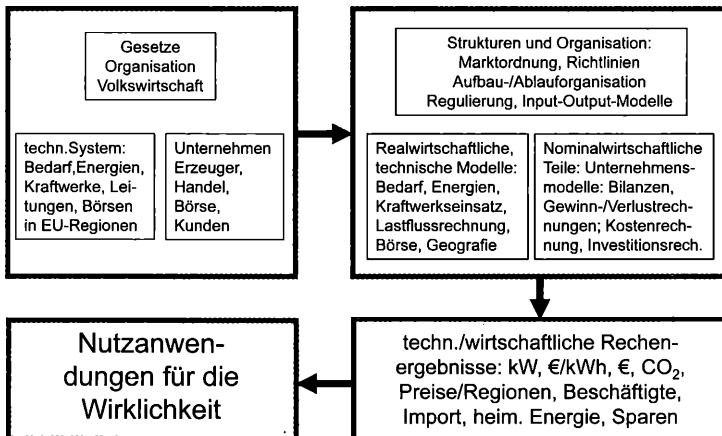 Gesetze
Organisation
Volkswirtschaft
techn.System:
Bedarf,Energien,
Kraftwerke, Lei-
tungen, Börsen
in EU-Regionen
Unternehmen
Erzeuger,
Handel,
Börse,
Kunden
Strukturen und Organisation:
Marktordnung, Richtlinien
Aufbau-/Ablauforganisation
Regulierung, Input-Output-Modelle
Realwirtschaftliche,
technische Modelle:
Bedarf, Energien,
Kraftwerkseinsatz,
Lastflussrechnung,
Börse, Geografie
Nominalwirtschaftliche
Teile: Unternehmens-
modelle: Bilanzen,
Gewinn-/Verlustrech-
nungen; Kostenrech-
nung, Investitionsrech.
techn./wirtschaftliche Rechen-
ergebnisse: kW, €/kWh, €, CO₂,
Preise/Regionen, Beschäftigte,
Import, heim. Energie, Sparen
Nutzanwen-
dungen für die
Wirklichkeit